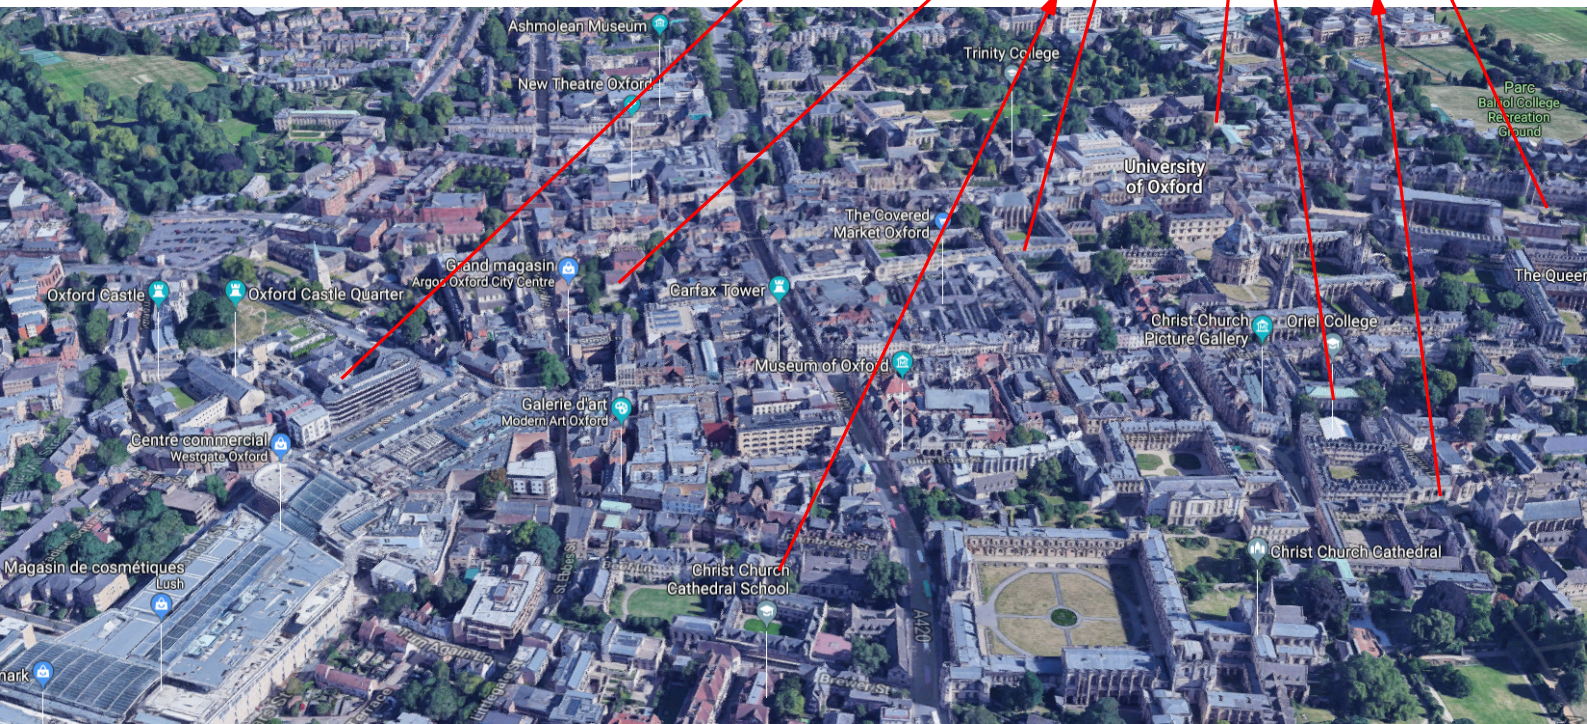 Ashmolean Museum
Trinity College
New Theatre Oxford
Parc
Balliol College
Recreation
Ground
University
of Oxford
The Covered
Market Oxford
Grand magasin
Argos Oxford City Centre
The Queen
Oxford Castle
Oxford Castle Quarter
Carfax Tower
Christ Church
Picture Gallery
Oriel College
Museum of Oxford
Galerie d'art
Modern Art Oxford
Centre commercial
Westgate Oxford
Christ Church Cathedral
Magasin de cosmétiques
Lush
Christ Church
Cathedral School
St Ebbe's St
A420
mark
Brewer St